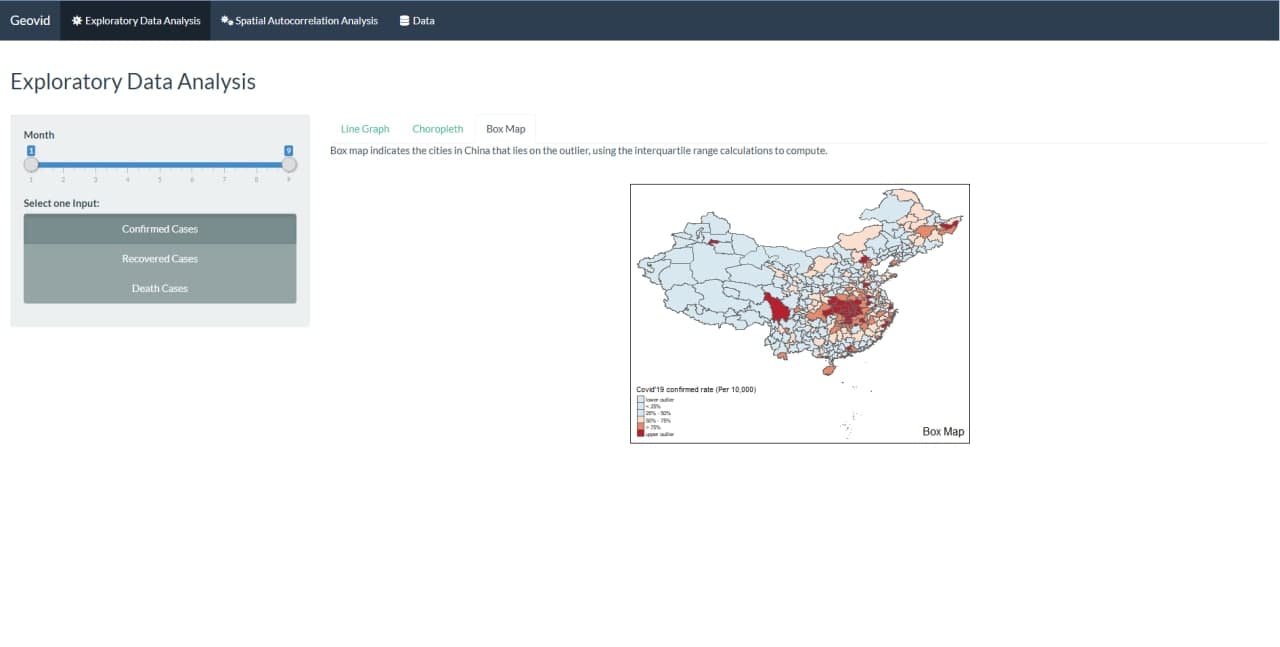 Geovid Exploratory Data Analysis Spatial Autocorrelation Analysis Data
Exploratory Data Analysis
Line Graph Choropleth Box Map
Month
Box map indicates the cities in China that lies on the outlier, using the interquartile range calculations to compute.
1 9
1 2 3 4 5 6 7 8 9
Select one Input:
Confirmed Cases
Recovered Cases
Death Cases
Covid'19 confirmed rate (Per 10,000)
lower outlier
< 25%
25% - 50%
50% - 75%
> 75%
upper outlier
Box Map